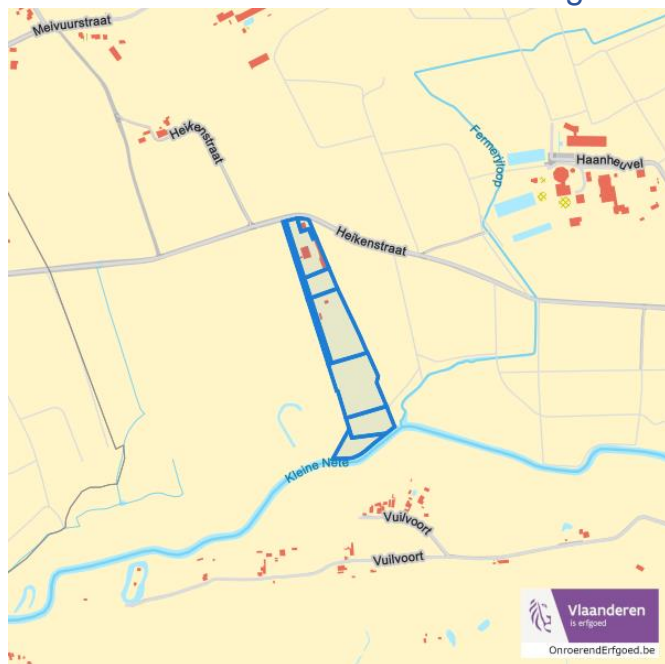 Melvuurstraat
Heikenstraat
Fermerijloop
Haanheuvel
Heikenstraat
Kleine Nete
Vuilvoort
Vuilvoort
Vlaanderen
is erfgoed
OnroerendErfgoed.be